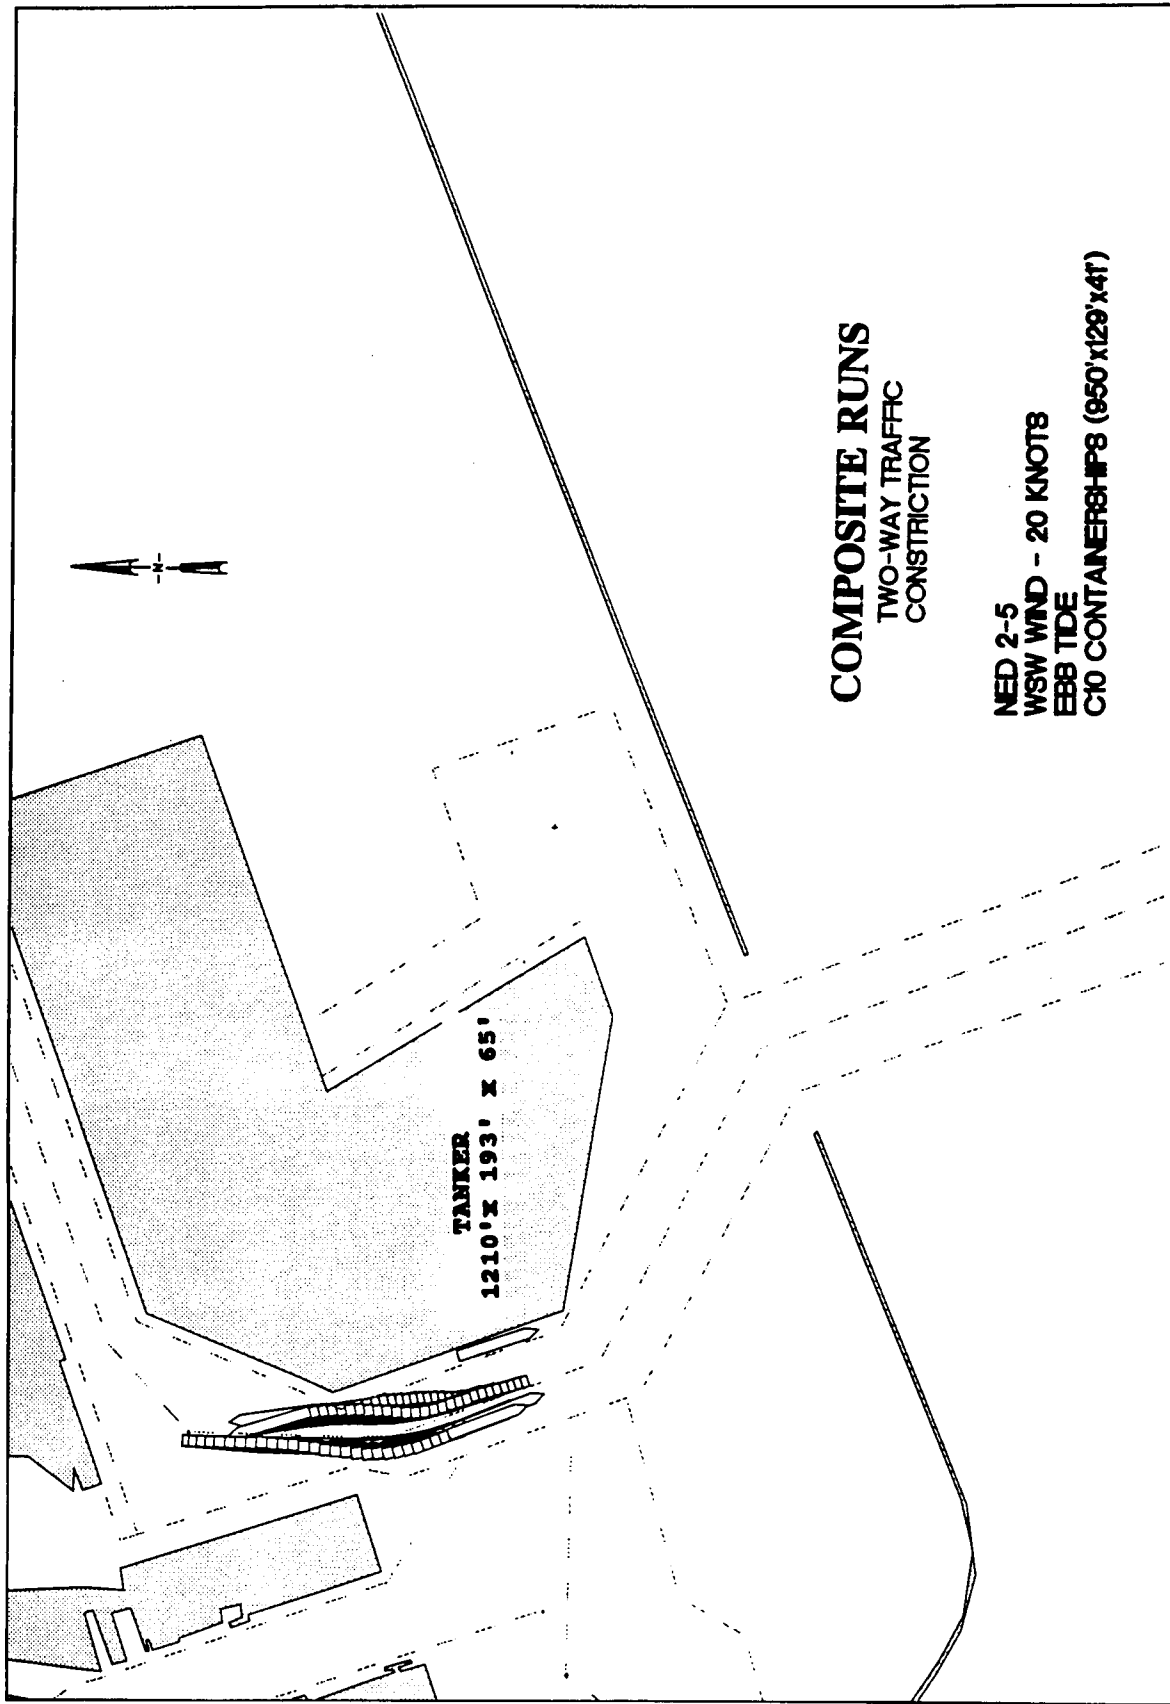 -N-
TANKER
1210'X 193' x 65'
COMPOSITE RUNS
TWO-WAY TRAFFIC
CONSTRICTION
NED 2-5
WSW WIND - 20 KNOTS
EBB TIDE
C10 CONTAINERSHIPS (950'x129'x41')